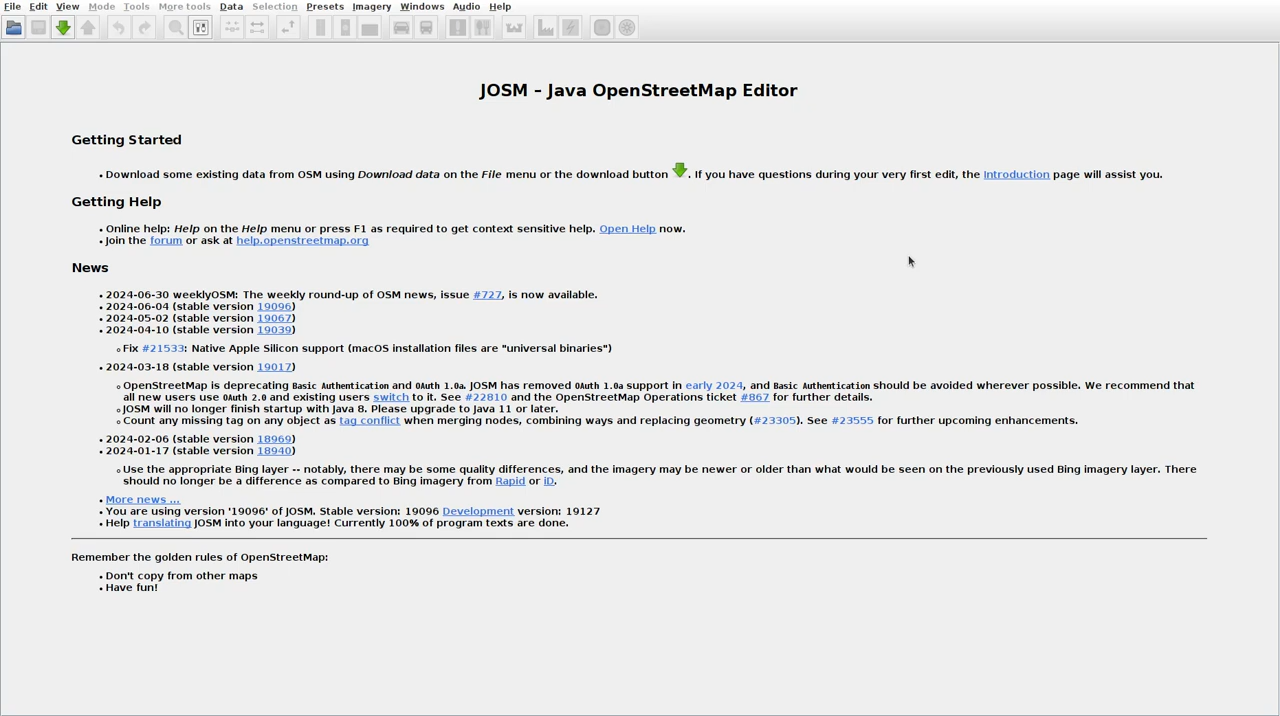 File Edit View Mode Tools More tools Data Selection Presets Imagery Windows Audio Help
JOSM – Java OpenStreetMap Editor
Getting Started
• Download some existing data from OSM using Download data on the File menu or the download button . If you have questions during your very first edit, the Introduction page will assist you.
Getting Help
• Online help: Help on the Help menu or press F1 as required to get context sensitive help. Open Help now.
• Join the forum or ask at help.openstreetmap.org
News
• 2024-06-30 weeklyOSM: The weekly round-up of OSM news, issue #727, is now available.
• 2024-06-04 (stable version 19096)
• 2024-05-02 (stable version 19067)
• 2024-04-10 (stable version 19039)
◦ Fix #21533: Native Apple Silicon support (macOS installation files are "universal binaries")
• 2024-03-18 (stable version 19017)
◦ OpenStreetMap is deprecating Basic Authentication and OAuth 1.0a. JOSM has removed OAuth 1.0a support in early 2024, and Basic Authentication should be avoided wherever possible. We recommend that
all new users use OAuth 2.0 and existing users switch to it. See #22810 and the OpenStreetMap Operations ticket #867 for further details.
◦ JOSM will no longer finish startup with Java 8. Please upgrade to Java 11 or later.
◦ Count any missing tag on any object as tag conflict when merging nodes, combining ways and replacing geometry (#23305). See #23555 for further upcoming enhancements.
• 2024-02-06 (stable version 18969)
• 2024-01-17 (stable version 18940)
◦ Use the appropriate Bing layer -- notably, there may be some quality differences, and the imagery may be newer or older than what would be seen on the previously used Bing imagery layer. There
should no longer be a difference as compared to Bing imagery from Rapid or iD.
• More news ...
• You are using version '19096' of JOSM. Stable version: 19096 Development version: 19127
• Help translating JOSM into your language! Currently 100% of program texts are done.
Remember the golden rules of OpenStreetMap:
• Don't copy from other maps
• Have fun!